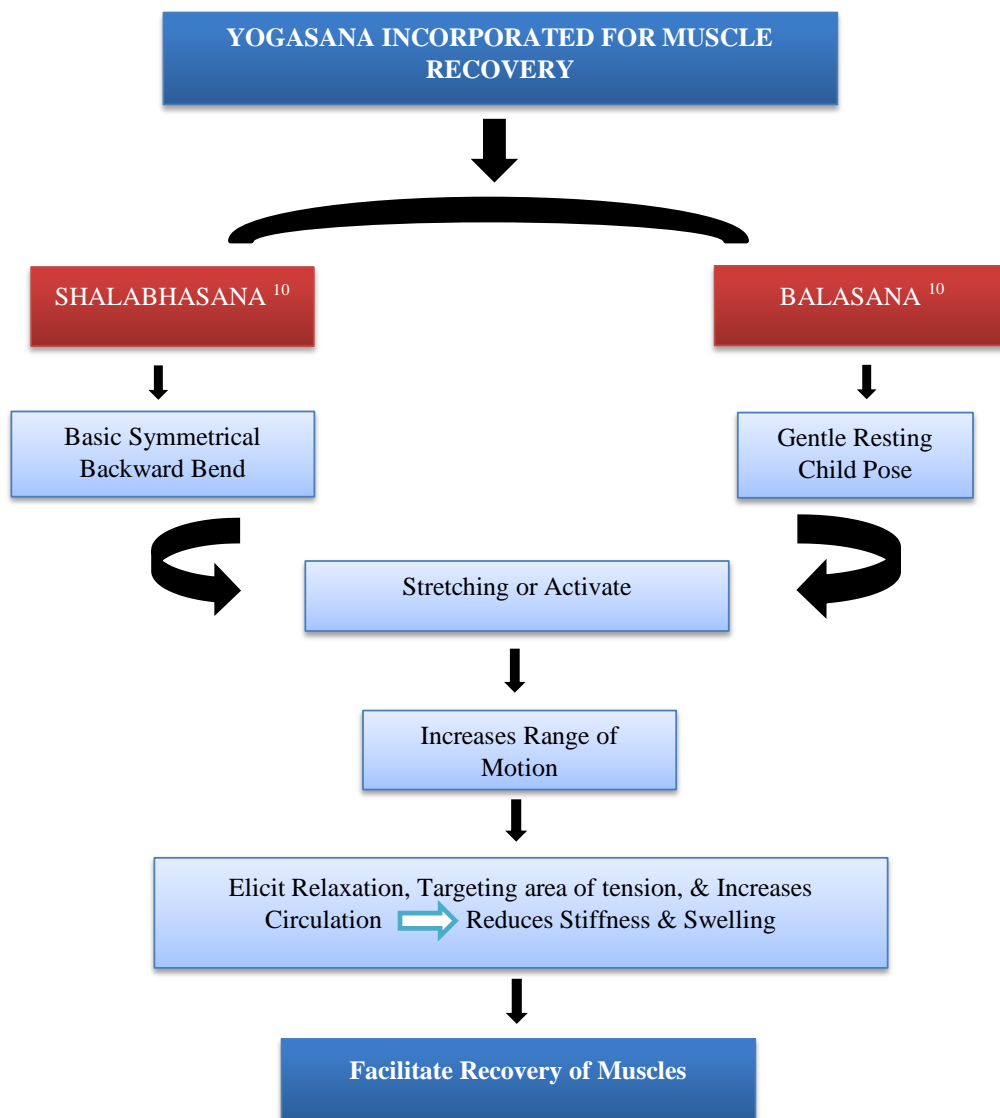 YOGASANA INCORPORATED FOR MUSCLE
RECOVERY
SHALABHASANA 10
BALASANA 10
Basic Symmetrical
Backward Bend
Gentle Resting
Child Pose
Stretching or Activate
Increases Range of
Motion
Elicit Relaxation, Targeting area of tension, & Increases
Circulation Reduces Stiffness & Swelling
Facilitate Recovery of Muscles